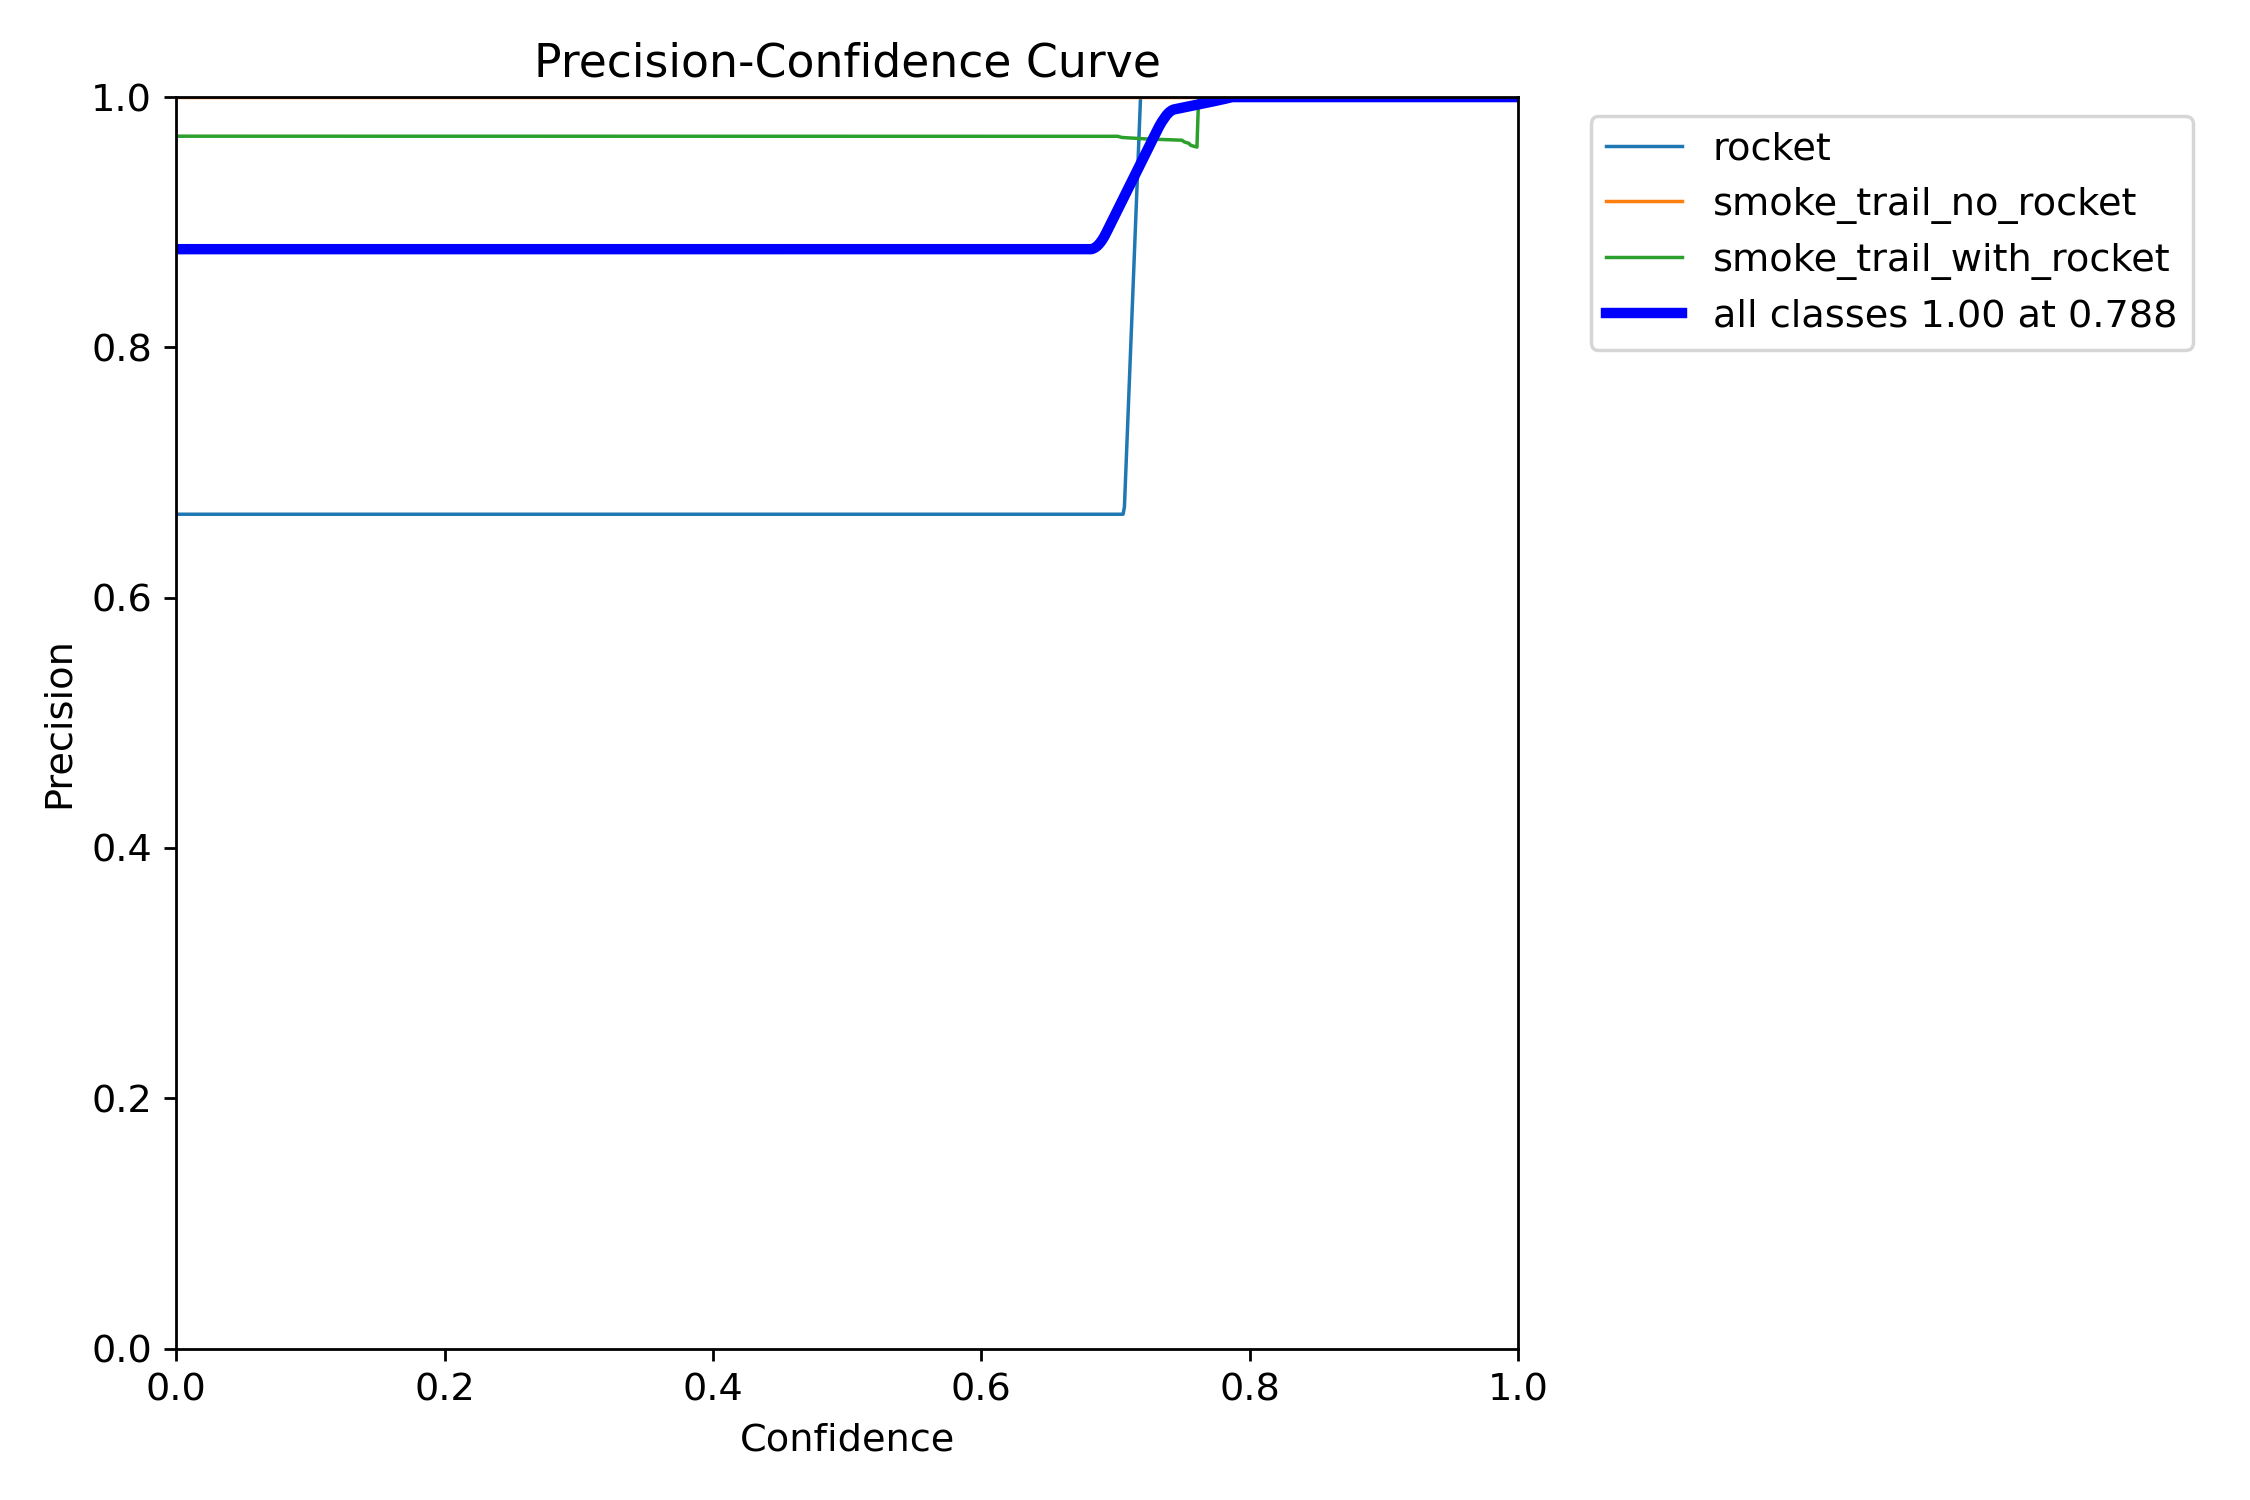 Precision-Confidence Curve
1.0
0.8
0.6
0.4
0.2
0.0
Precision
0.0 0.2 0.4 0.6 0.8 1.0
Confidence
rocket
smoke_trail_no_rocket
smoke_trail_with_rocket
all classes 1.00 at 0.788